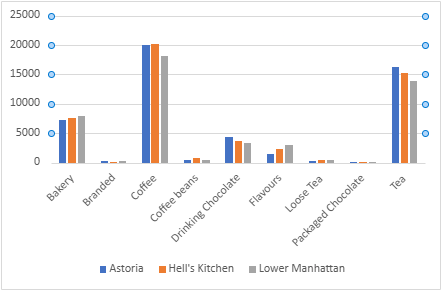 25000
20000
15000
10000
5000
0
Bakery
Branded
Coffee
Coffee beans
Drinking Chocolate
Flavours
Loose Tea
Packaged Chocolate
Tea
Astoria Hell's Kitchen Lower Manhattan